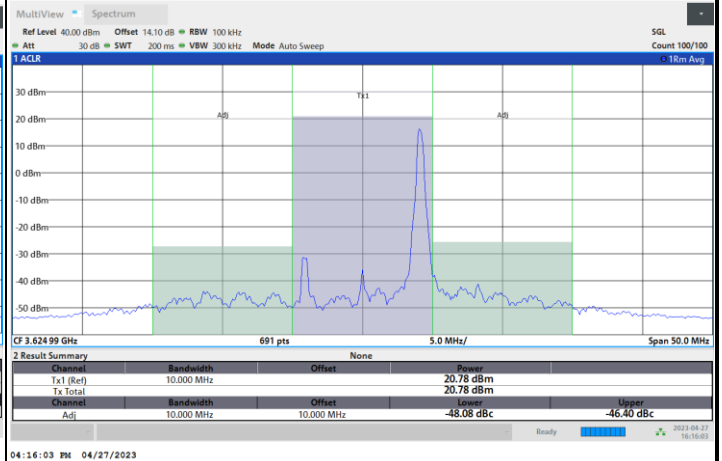 MultiView Spectrum
Ref Level 40.00 dBm Offset 14.10 dB RBW 100 kHz SGL
Att 30 dB SWT 200 ms VBW 300 kHz Mode Auto Sweep Count 100/100
1 ACLR 1Rm Avg
Tx1
Adj Adj
30 dBm
20 dBm
10 dBm
0 dBm
-10 dBm
-20 dBm
-30 dBm
-40 dBm
-50 dBm
CF 3.62499 GHz 691 pts 5.0 MHz/ Span 50.0 MHz
2 Result Summary None
Channel Bandwidth Offset Power
Tx1 (Ref) 10.000 MHz 20.78 dBm
Tx Total 20.78 dBm
Channel Bandwidth Offset Lower Upper
Adj 10.000 MHz 10.000 MHz -48.08 dBc -46.40 dBc
Ready 2023-04-27
16:16:03
04:16:03 PM 04/27/2023